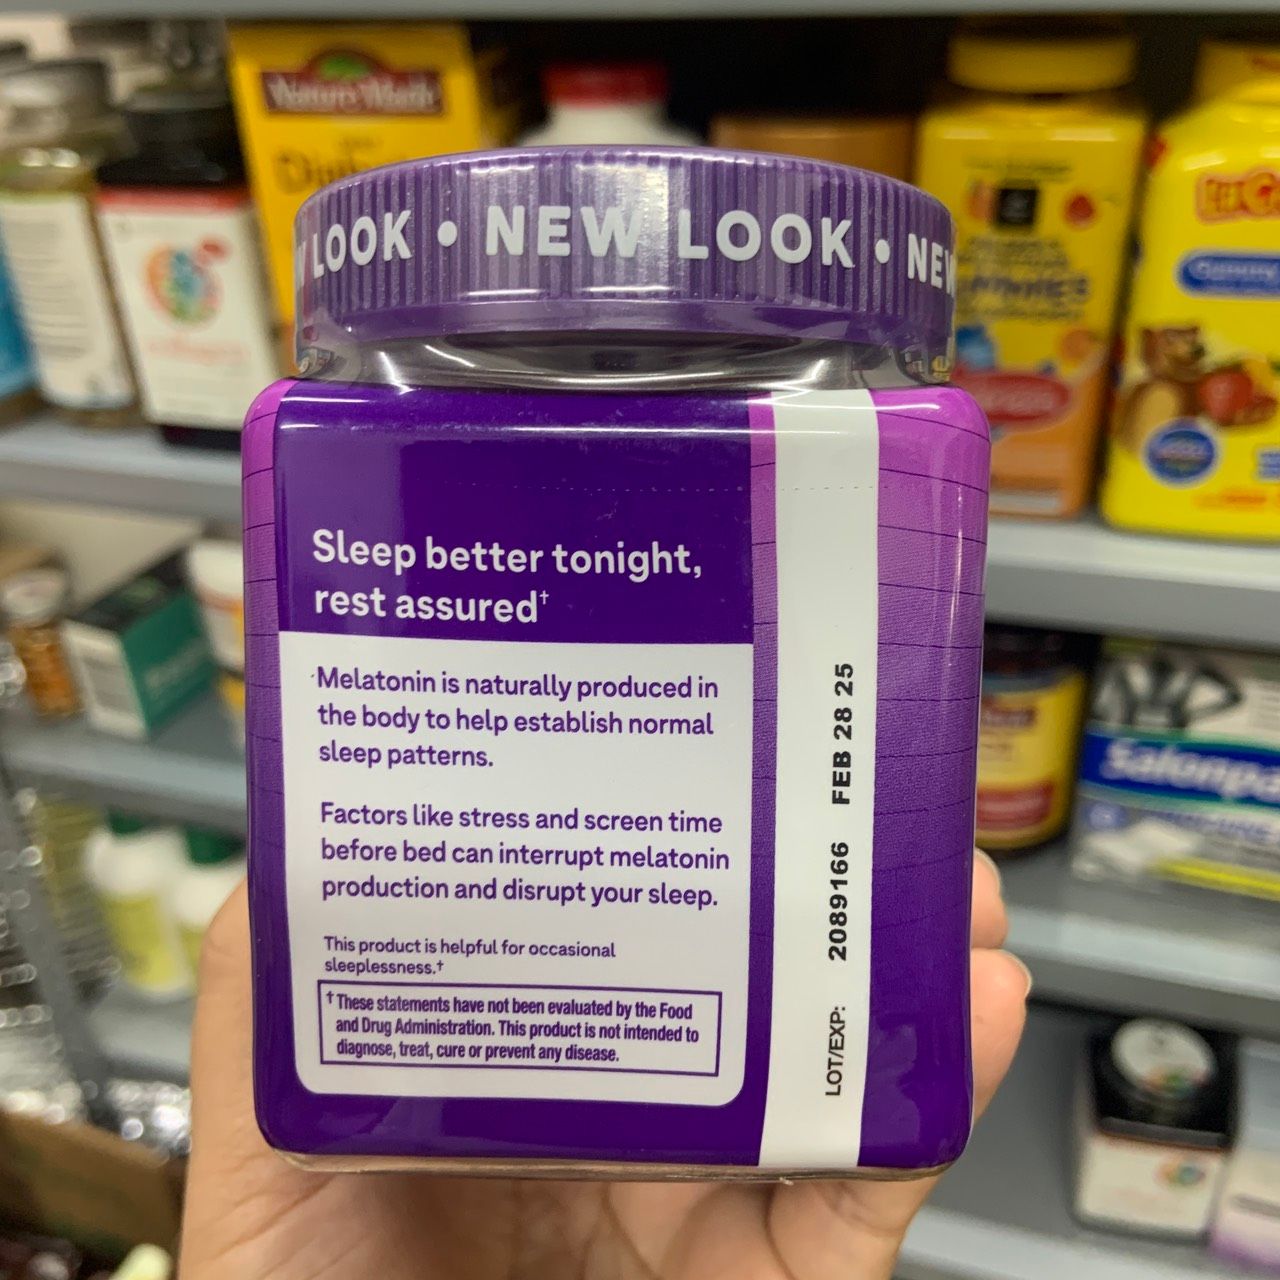 Nature Made
LOOK • NEW LOOK • NEW
Sleep better tonight,
rest assured†
Melatonin is naturally produced in
the body to help establish normal
sleep patterns.
Factors like stress and screen time
before bed can interrupt melatonin
production and disrupt your sleep.
This product is helpful for occasional
sleeplessness.†
† These statements have not been evaluated by the Food
and Drug Administration. This product is not intended to
diagnose, treat, cure or prevent any disease.
LOT/EXP: 2089166 FEB 28 25